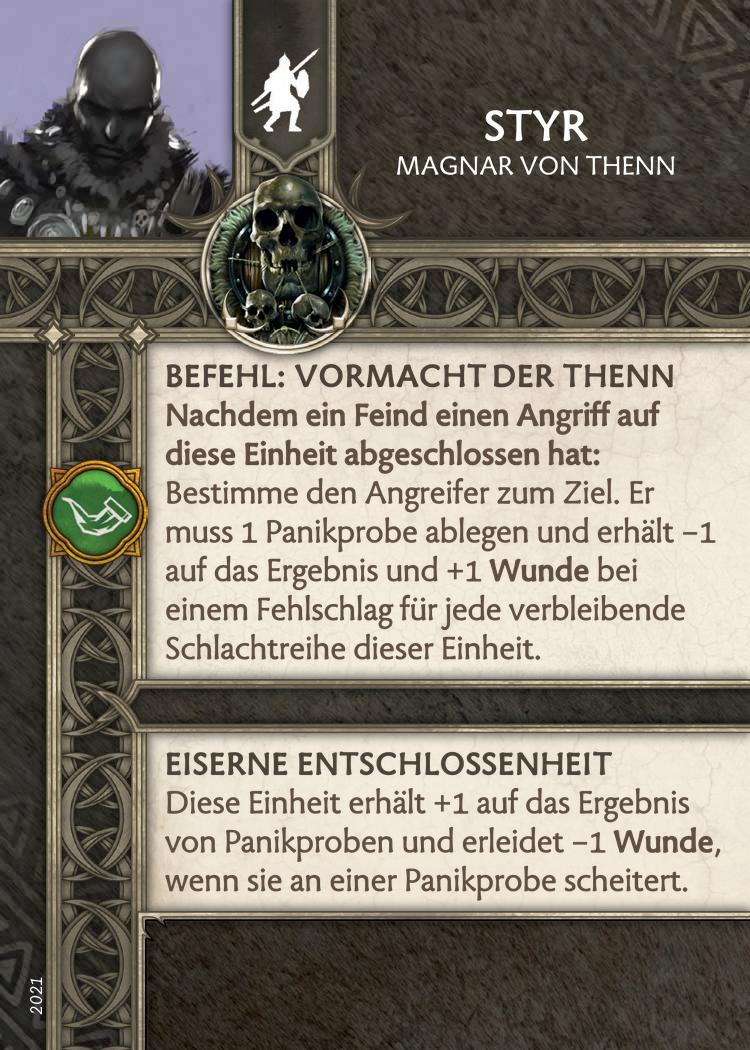 STYR
MAGNAR VON THENN
BEFEHL: VORMACHT DER THENN
Nachdem ein Feind einen Angriff auf
diese Einheit abgeschlossen hat:
Bestimme den Angreifer zum Ziel. Er
muss 1 Panikprobe ablegen und erhält −1
auf das Ergebnis und +1 Wunde bei
einem Fehlschlag für jede verbleibende
Schlachtreihe dieser Einheit.
EISERNE ENTSCHLOSSENHEIT
Diese Einheit erhält +1 auf das Ergebnis
von Panikproben und erleidet −1 Wunde,
wenn sie an einer Panikprobe scheitert.
2021